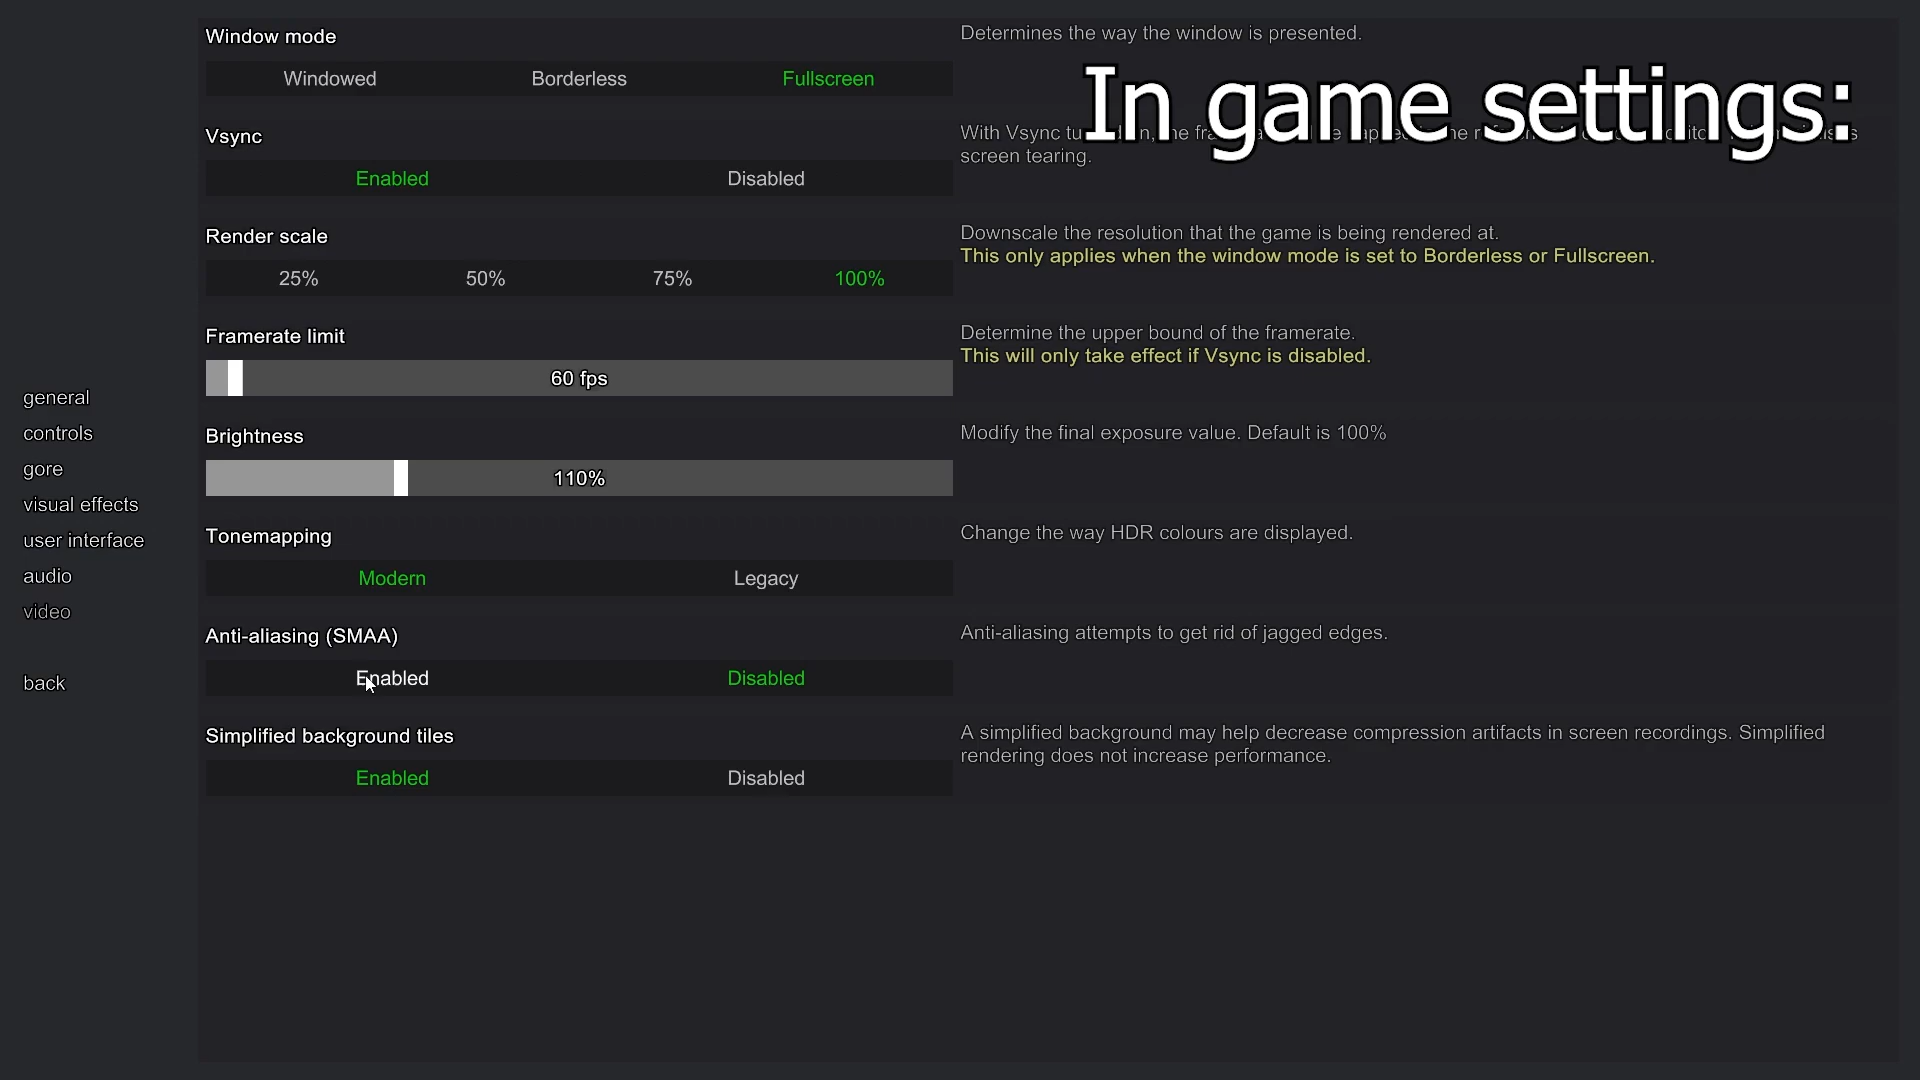 In game settings:
Window mode
Determines the way the window is presented.
Windowed Borderless Fullscreen
Vsync
With Vsync
screen tearing.
Enabled Disabled
Render scale
Downscale the resolution that the game is being rendered at.
This only applies when the window mode is set to Borderless or Fullscreen.
25% 50% 75% 100%
Framerate limit
Determine the upper bound of the framerate.
This will only take effect if Vsync is disabled.
60 fps
Brightness
Modify the final exposure value. Default is 100%
110%
Tonemapping
Change the way HDR colours are displayed.
Modern Legacy
Anti-aliasing (SMAA)
Anti-aliasing attempts to get rid of jagged edges.
Enabled Disabled
Simplified background tiles
A simplified background may help decrease compression artifacts in screen recordings. Simplified
rendering does not increase performance.
Enabled Disabled
general
controls
gore
visual effects
user interface
audio
video
back